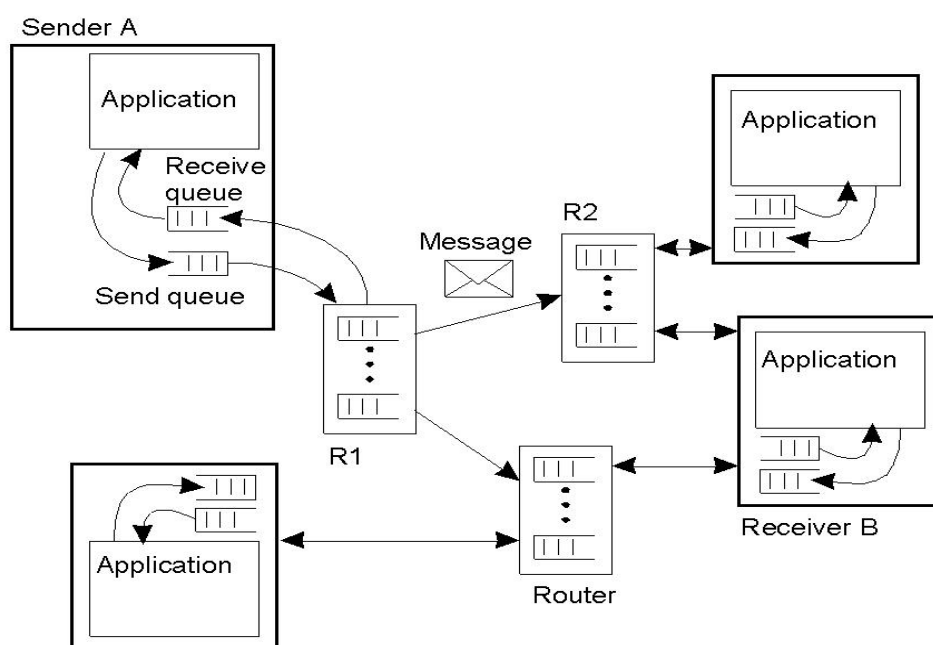 Sender A
Application
Receive
queue
Send queue
Message
R2
Application
R1
Application
Receiver B
Application
Router